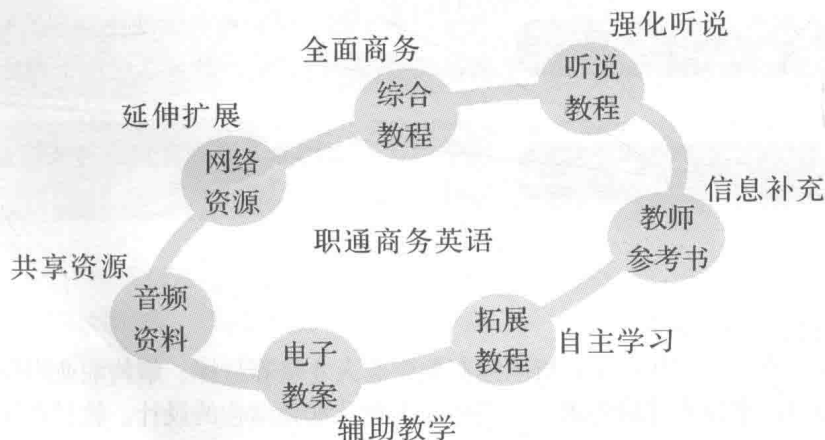 强化听说
全面商务
听说
教程
综合
教程
延伸扩展
网络
资源
信息补充
教师
参考书
职通商务英语
共享资源
音频
资料
拓展
教程
自主学习
电子
教案
辅助教学